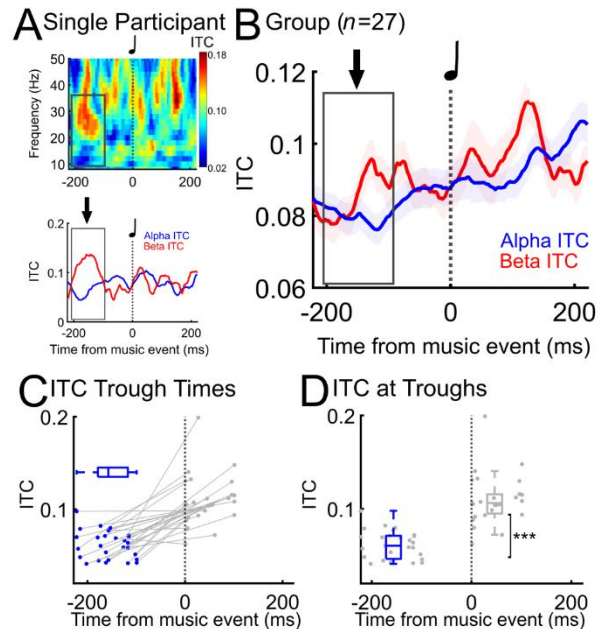 A Single Participant
ITC
0.18
0.10
0.02
Frequency (Hz)
50
40
30
20
10
-200 0 200
ITC
0.2
0.1
0
Alpha ITC
Beta ITC
-200 0 200
Time from music event (ms)
B Group (n=27)
ITC
0.12
0.1
0.08
0.06
Alpha ITC
Beta ITC
-200 0 200
Time from music event (ms)
C ITC Trough Times
ITC
0.2
0.1
-200 0 200
Time from music event (ms)
D ITC at Troughs
ITC
0.2
0.1
***
-200 0 200
Time from music event (ms)